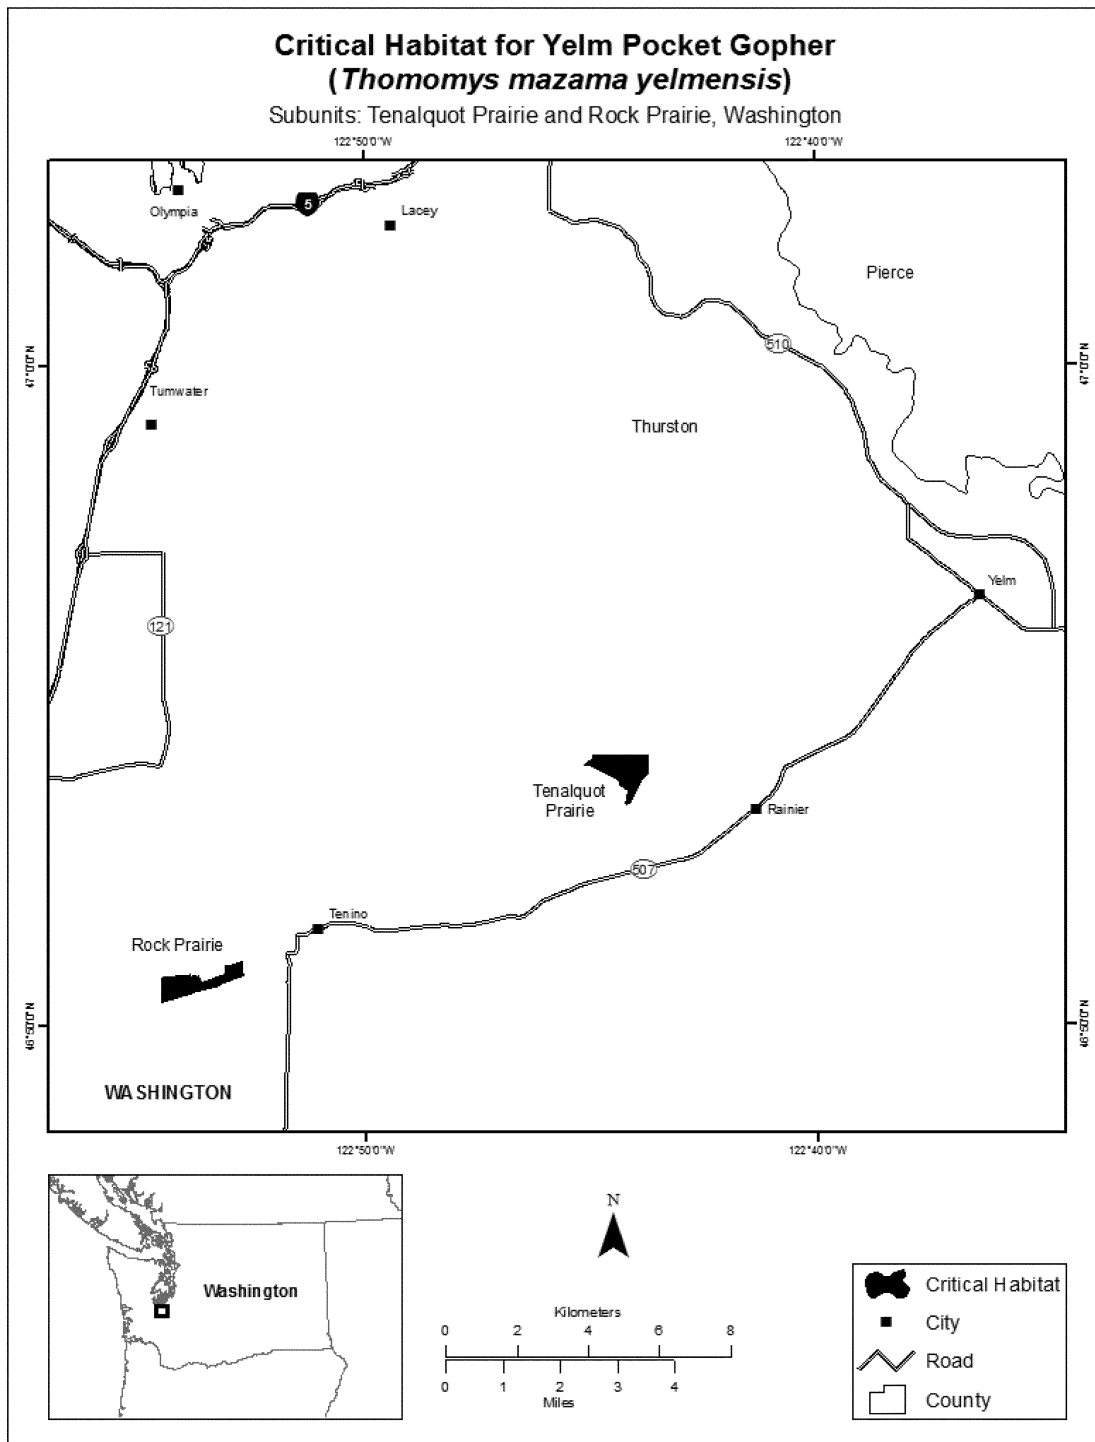 Critical Habitat for Yelm Pocket Gopher
(Thomomys mazama yelmensis)
Subunits: Tenalquot Prairie and Rock Prairie, Washington
122°50'0"W
122°40'0"W
Olympia
5
Lacey
Pierce
510
47°0'0"N
47°0'0"N
Tumwater
Thurston
Yelm
121
Tenalquot
Prairie
Rainier
507
Tenino
Rock Prairie
46°50'0"N
46°50'0"N
WASHINGTON
122°50'0"W
122°40'0"W
Washington
N
Kilometers
0 2 4 6 8
0 1 2 3 4
Miles
Critical Habitat
City
Road
County